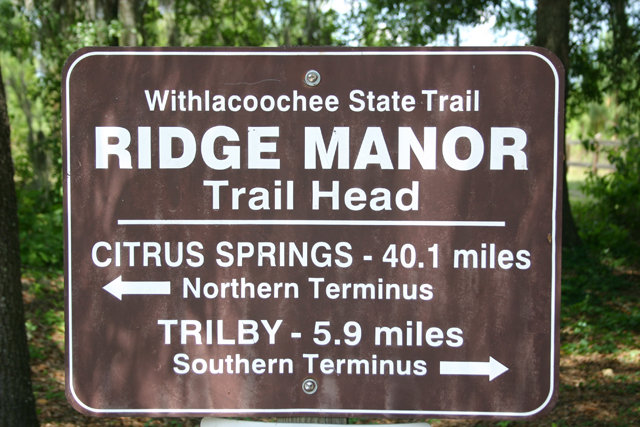 Withlacoochee State Trail
RIDGE MANOR
Trail Head
CITRUS SPRINGS - 40.1 miles
Northern Terminus
TRILBY - 5.9 miles
Southern Terminus